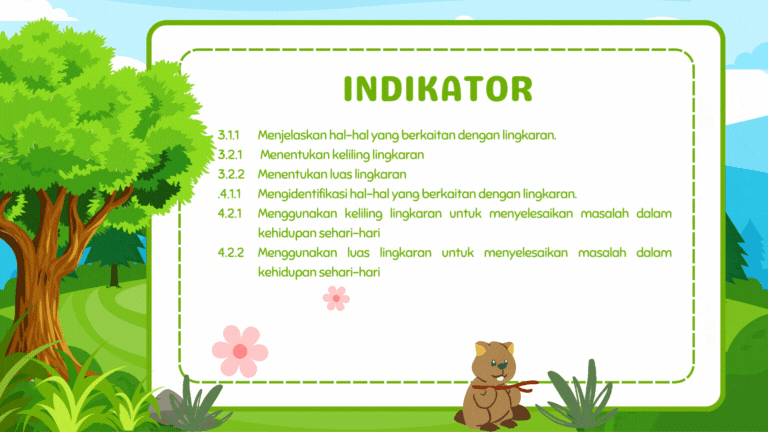 INDIKATOR
3.1.1 Menjelaskan hal-hal yang berkaitan dengan lingkaran.
3.2.1 Menentukan keliling lingkaran
3.2.2 Menentukan luas lingkaran
.4.1.1 Mengidentifikasi hal-hal yang berkaitan dengan lingkaran.
4.2.1 Menggunakan keliling lingkaran untuk menyelesaikan masalah dalam
kehidupan sehari-hari
4.2.2 Menggunakan luas lingkaran untuk menyelesaikan masalah dalam
kehidupan sehari-hari